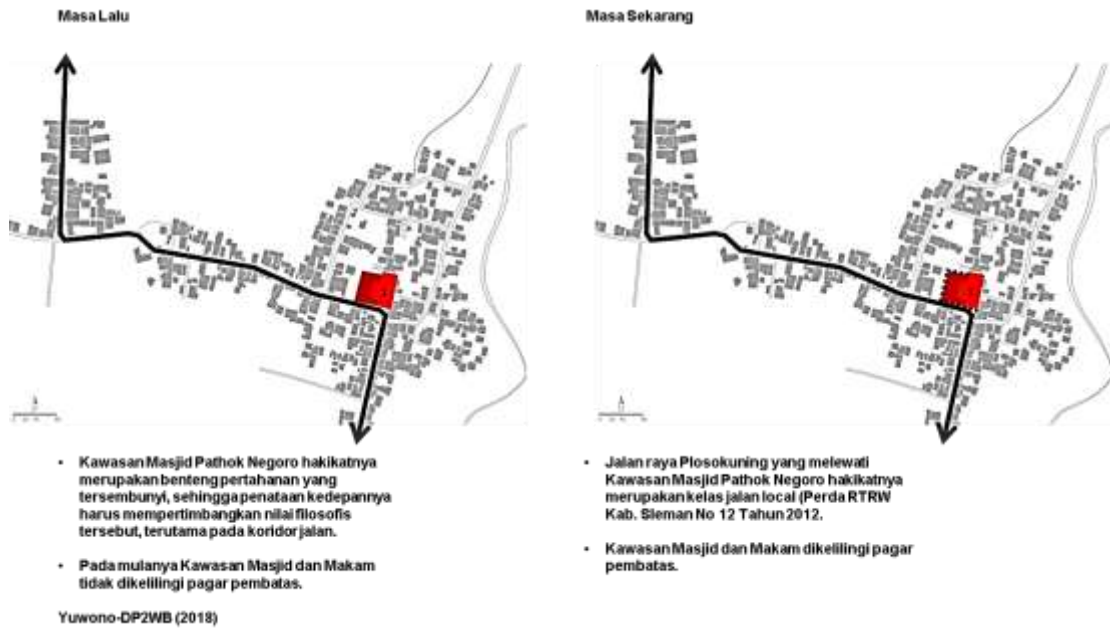 Masa Lalu
Masa Sekarang
• Kawasan Masjid Pathok Negoro hakikatnya
merupakan benteng pertahanan yang
tersembunyi, sehingga penataan kedepannya
harus mempertimbangkan nilai filosofis
tersebut, terutama pada koridor jalan.
• Pada mulanya Kawasan Masjid dan Makam
tidak dikelilingi pagar pembatas.
Yuwono-DP2WB (2018)
• Jalan raya Plosokuning yang melewati
Kawasan Masjid Pathok Negoro hakikatnya
merupakan kelas jalan local (Perda RTRW
Kab. Sleman No 12 Tahun 2012.
• Kawasan Masjid dan Makam dikelilingi pagar
pembatas.